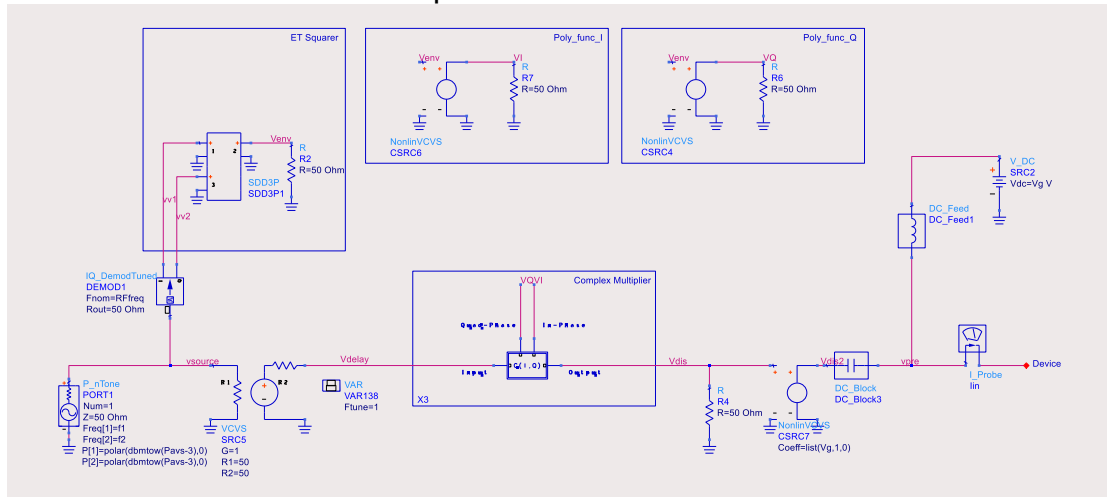 ET Squarer
Venv
R
R2
R=50 Ohm
1
2
3
SDD3P
SDD3P1
vv1
vv2
Poly_func_I
Venv
VI
R
R7
R=50 Ohm
NonlinVCVS
CSRC6
Poly_func_Q
Venv
VQ
R
R6
R=50 Ohm
NonlinVCVS
CSRC4
V_DC
SRC2
Vdc=Vg V
DC_Feed
DC_Feed1
IQ_DemodTuned
DEMOD1
Fnom=RFfreq
Rout=50 Ohm
VQVI
Complex Multiplier
Quad-PHase
In-PHase
Input
G(I,Q)
Output
X3
vsource
P_nTone
PORT1
Num=1
Z=50 Ohm
Freq[1]=f1
Freq[2]=f2
P[1]=polar(dbmtow(Pavs-3),0)
P[2]=polar(dbmtow(Pavs-3),0)
R1
R2
VCVS
SRC5
G=1
R1=50
R2=50
Vdelay
VAR
VAR138
Ftune=1
Vdis
R
R4
R=50 Ohm
Vdis2
NonlinVCVS
CSRC7
Coeff=list(Vg,1,0)
DC_Block
DC_Block3
vpre
I_Probe
Iin
Device